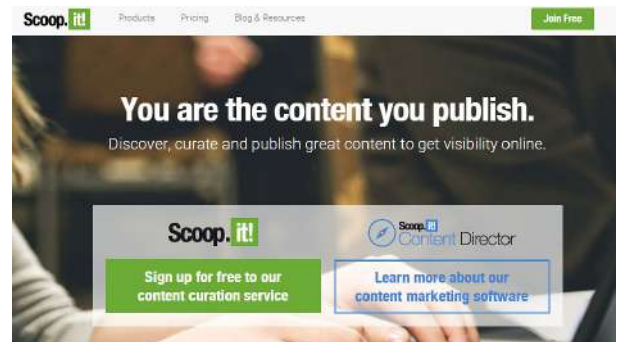 Scoop.it! Products Pricing Blog & Resources Join Free
You are the content you publish.
Discover, curate and publish great content to get visibility online.
Scoop.it!
Sign up for free to our
content curation service
Scoop.it!
Content Director
Learn more about our
content marketing software